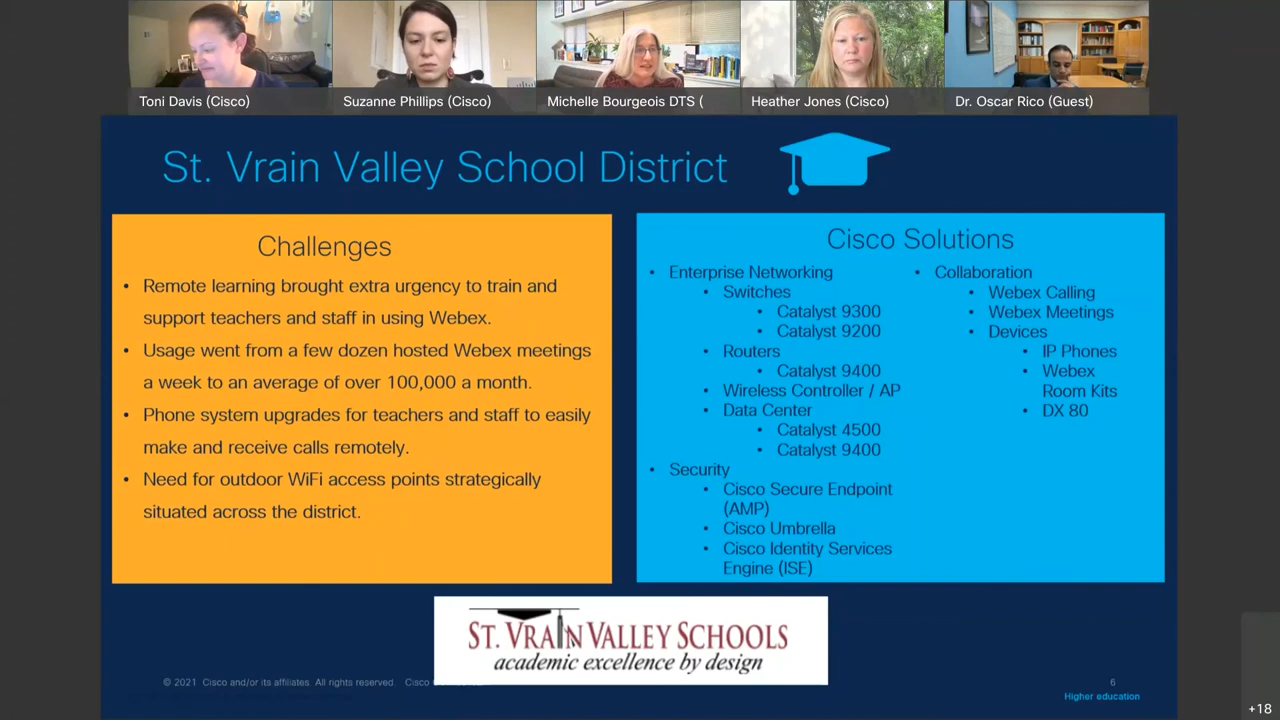 Toni Davis (Cisco)
Suzanne Phillips (Cisco)
Michelle Bourgeois DTS (
Heather Jones (Cisco)
Dr. Oscar Rico (Guest)
St. Vrain Valley School District
Challenges
• Remote learning brought extra urgency to train and
support teachers and staff in using Webex.
• Usage went from a few dozen hosted Webex meetings
a week to an average of over 100,000 a month.
• Phone system upgrades for teachers and staff to easily
make and receive calls remotely.
• Need for outdoor WiFi access points strategically
situated across the district.
Cisco Solutions
• Enterprise Networking
• Switches
• Catalyst 9300
• Catalyst 9200
• Routers
• Catalyst 9400
• Wireless Controller / AP
• Data Center
• Catalyst 4500
• Catalyst 9400
• Security
• Cisco Secure Endpoint
(AMP)
• Cisco Umbrella
• Cisco Identity Services
Engine (ISE)
• Collaboration
• Webex Calling
• Webex Meetings
• Devices
• IP Phones
• Webex
Room Kits
• DX 80
ST. VRAIN VALLEY SCHOOLS
academic excellence by design
© 2021 Cisco and/or its affiliates. All rights reserved. Cisco
6
Higher education
+18